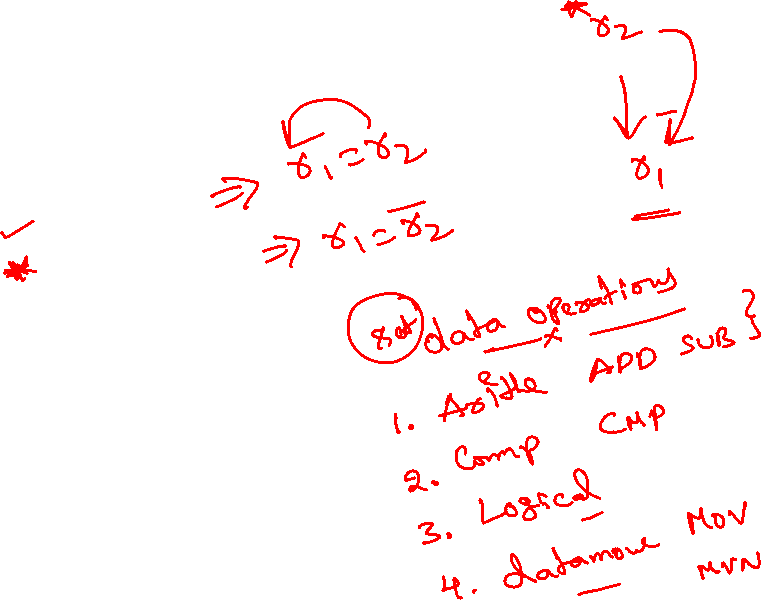 *r2
r1 = r2
r1
⇒ r1 = r̅2̅
data operations
1. Arithe ADD SUB }
2. Comp CMP
3. Logical
4. datamove MOV
MVN